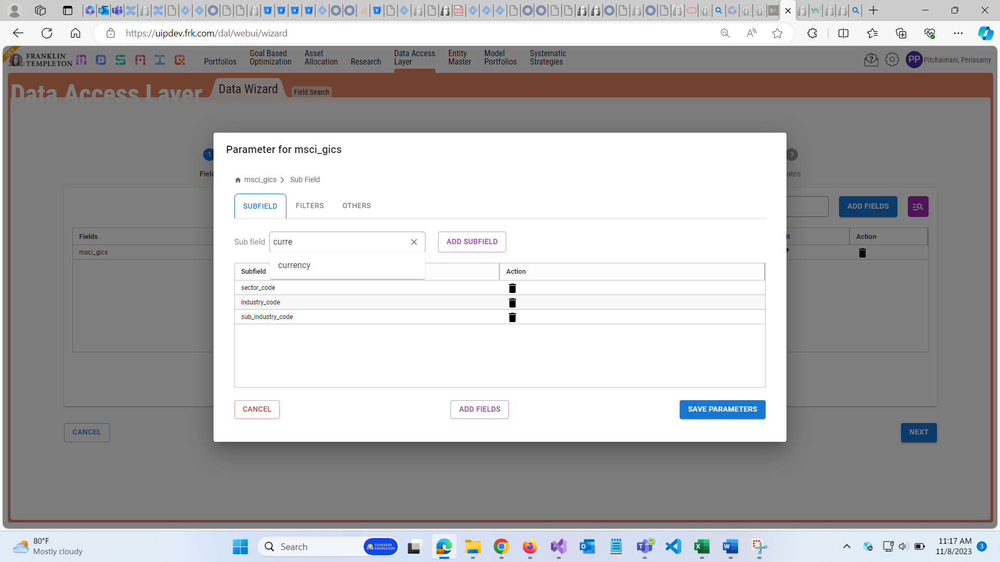 https://uipdev.frk.com/dal/webui/wizard
DEV
FRANKLIN
TEMPLETON
M O S A I Q
Portfolios
Goal Based
Optimization
Asset
Allocation
Research
Data Access
Layer
Entity
Master
Model
Portfolios
Systematic
Strategies
PP
Pitchaimani, Periasamy
Data Access Layer
Data Wizard
Field Search
Parameter for msci_gics
1
3
Fiel
ates
msci_gics
Sub Field
SUBFIELD
FILTERS
OTHERS
ADD FIELDS
Fields
it
Action
msci_gics
Sub field
curre
ADD SUBFIELD
currency
Subfield
Action
sector_code
industry_code
sub_industry_code
CANCEL
ADD FIELDS
SAVE PARAMETERS
CANCEL
NEXT
80°F
Mostly cloudy
Search
FRANKLIN
TEMPLETON
11:17 AM
11/8/2023
3